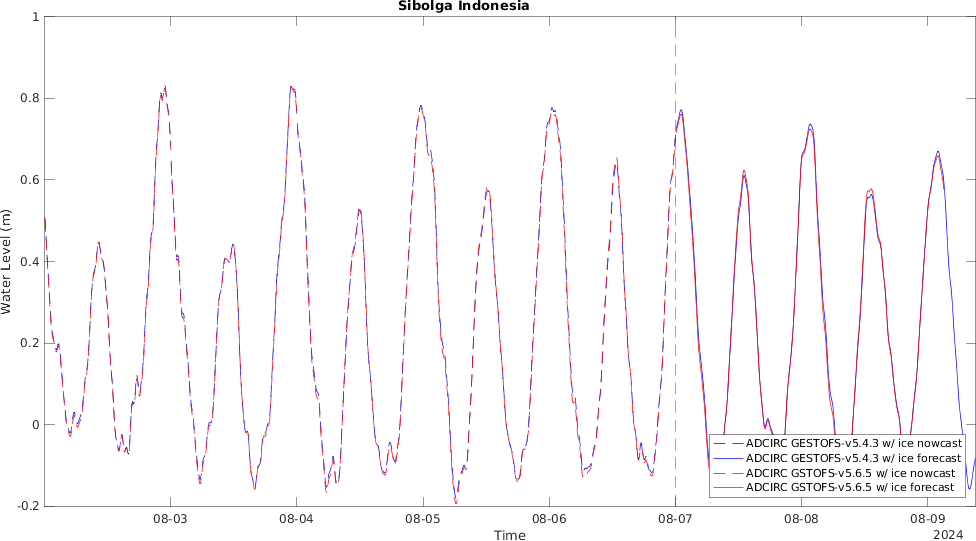 Sibolga Indonesia
1
0.8
0.6
0.4
0.2
0
-0.2
Water Level (m)
ADCIRC GESTOFS-v5.4.3 w/ ice nowcast
ADCIRC GESTOFS-v5.4.3 w/ ice forecast
ADCIRC GSTOFS-v5.6.5 w/ ice nowcast
ADCIRC GSTOFS-v5.6.5 w/ ice forecast
08-03 08-04 08-05 08-06 08-07 08-08 08-09
Time
2024